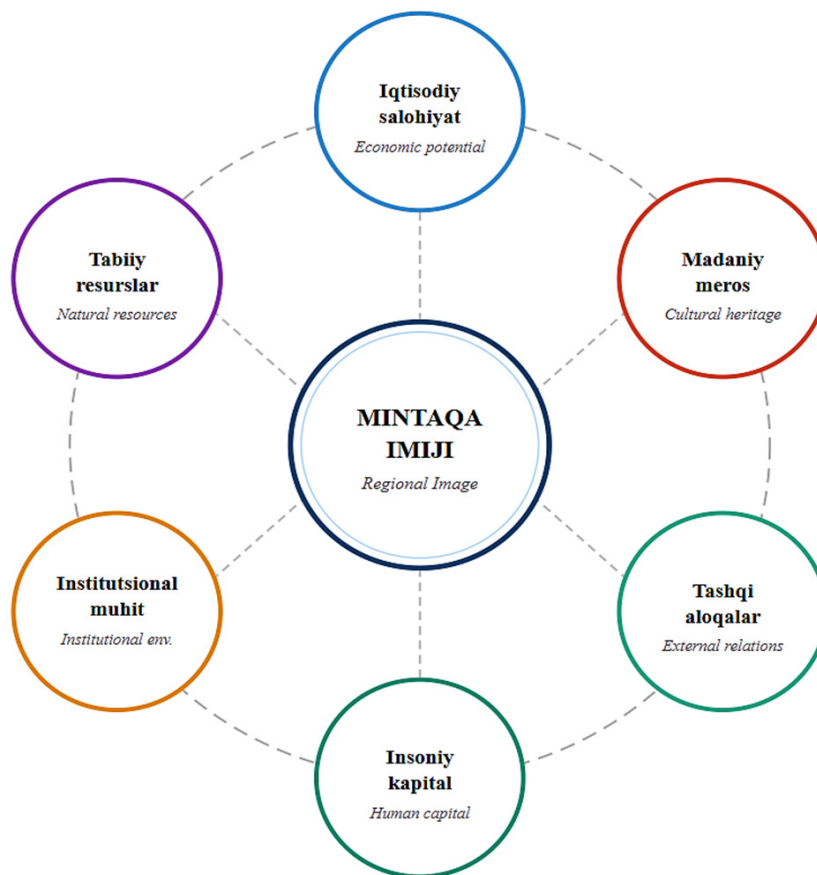 Iqtisodiy
salohiyat
Economic potential
Tabiiy
resurslar
Natural resources
Madaniy
meros
Cultural heritage
MINTAQA
IMIJI
Regional Image
Institutsional
muhit
Institutional env.
Tashqi
aloqalar
External relations
Insoniy
kapital
Human capital